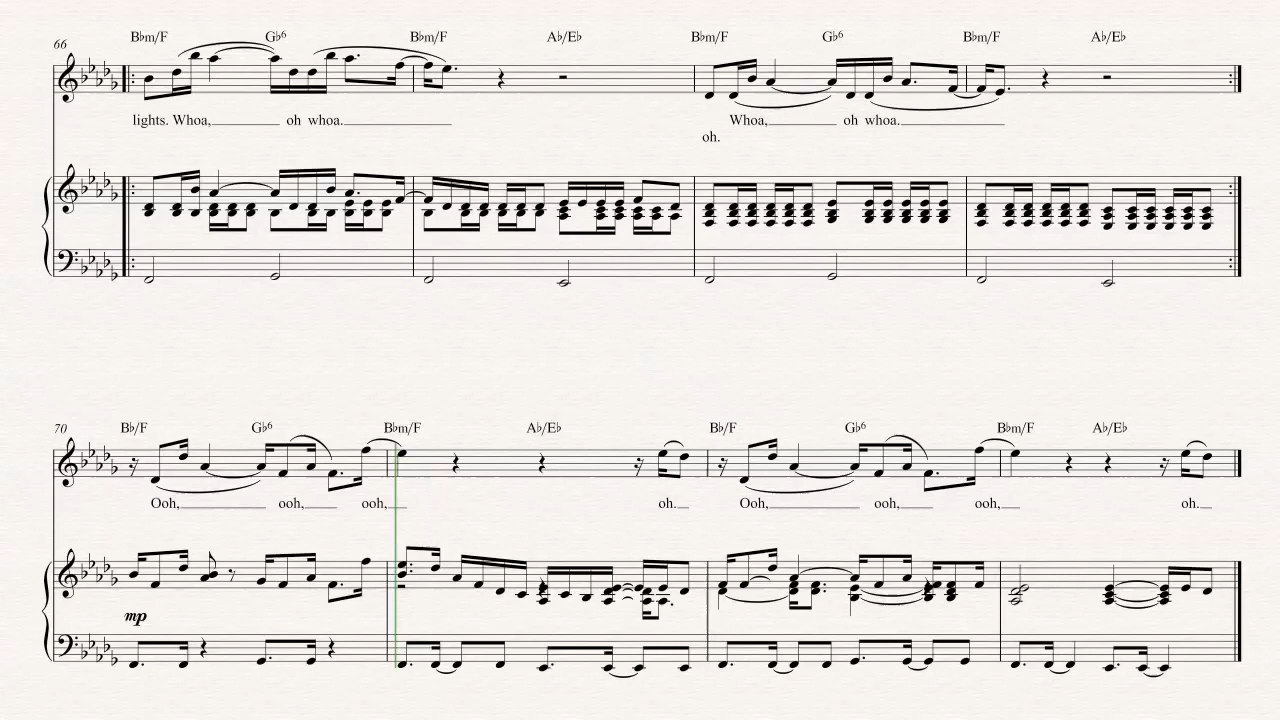 66
B♭m/F G♭6 B♭m/F A♭/E♭ B♭m/F G♭6 B♭m/F A♭/E♭
lights. Whoa, oh whoa. Whoa, oh whoa.
oh.
70
B♭/F G♭6 B♭m/F A♭/E♭ B♭/F G♭6 B♭m/F A♭/E♭
Ooh, ooh, ooh, oh. Ooh, ooh, ooh, oh.
mp